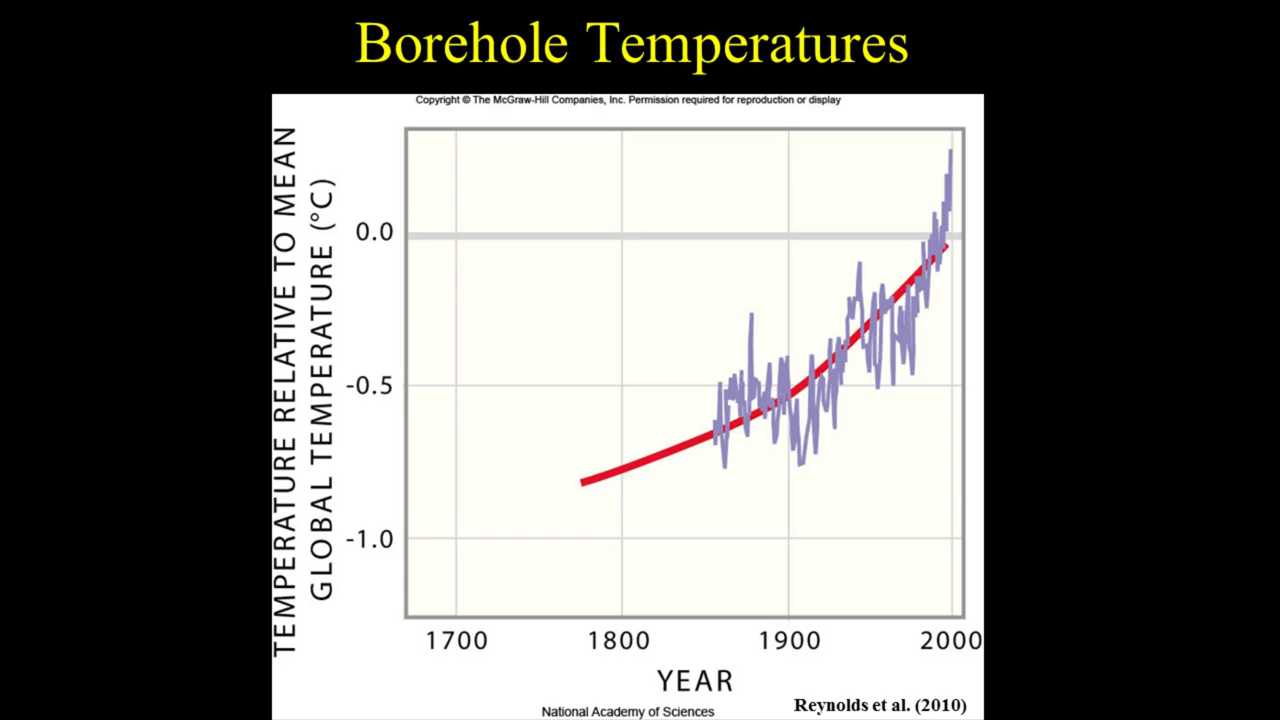 Borehole Temperatures
Copyright © The McGraw-Hill Companies, Inc. Permission required for reproduction or display
TEMPERATURE RELATIVE TO MEAN
GLOBAL TEMPERATURE (°C)
0.0
-0.5
-1.0
1700
1800
1900
2000
YEAR
National Academy of Sciences
Reynolds et al. (2010)